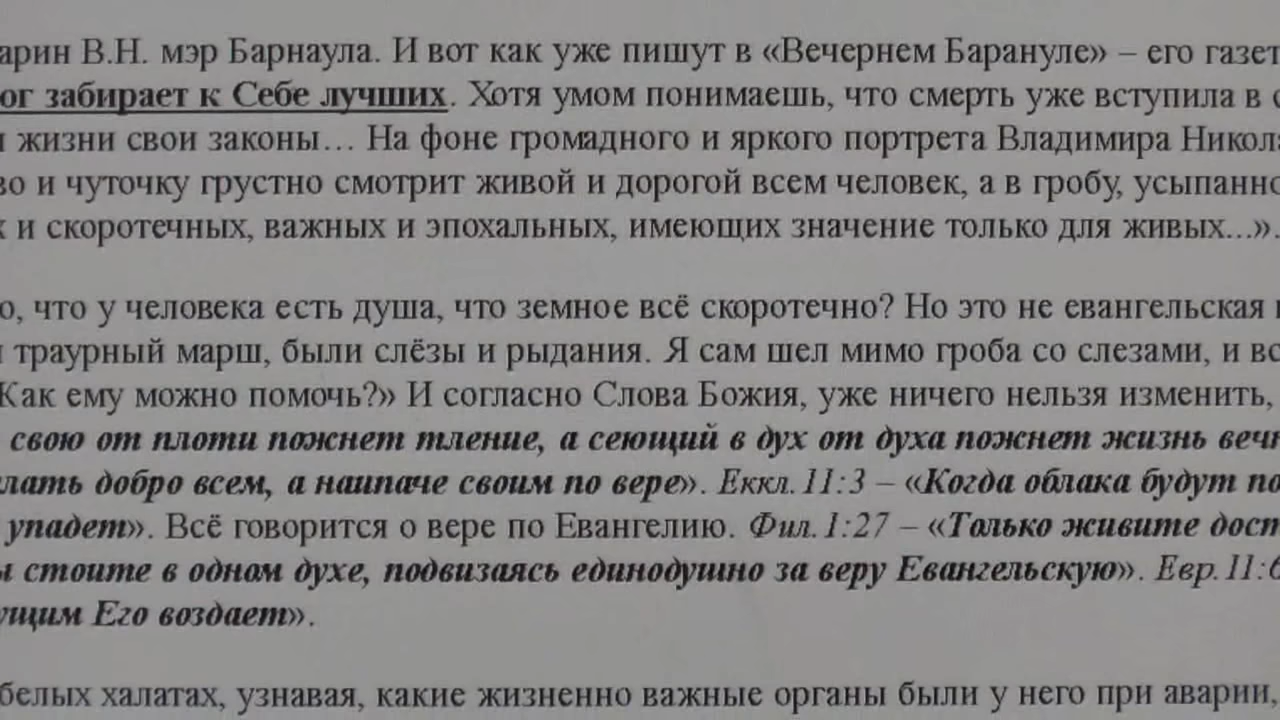 арин В.Н. мэр Барнаула. И вот как уже пишут в «Вечернем Барануле» – его газет
ог забирает к Себе лучших. Хотя умом понимаешь, что смерть уже вступила в с
и жизни свои законы… На фоне громадного и яркого портрета Владимира Никола
во и чуточку грустно смотрит живой и дорогой всем человек, а в гробу, усыпанно
х и скоротечных, важных и эпохальных, имеющих значение только для живых...».
о, что у человека есть душа, что земное всё скоротечно? Но это не евангельская
и траурный марш, были слёзы и рыдания. Я сам шел мимо гроба со слезами, и вс
Как ему можно помочь?» И согласно Слова Божия, уже ничего нельзя изменить,
свою от плоти пожнет тление, а сеющий в дух от духа пожнет жизнь вечн
лать добро всем, а наипаче своим по вере». Еккл. 11:3 – «Когда облака будут по
упадет». Всё говорится о вере по Евангелию. Фил. 1:27 – «Только живите дост
ы стоите в одном духе, подвизаясь единодушно за веру Евангельскую». Евр. 11:6
ущим Его воздает».
белых халатах, узнавая, какие жизненно важные органы были у него при аварии,